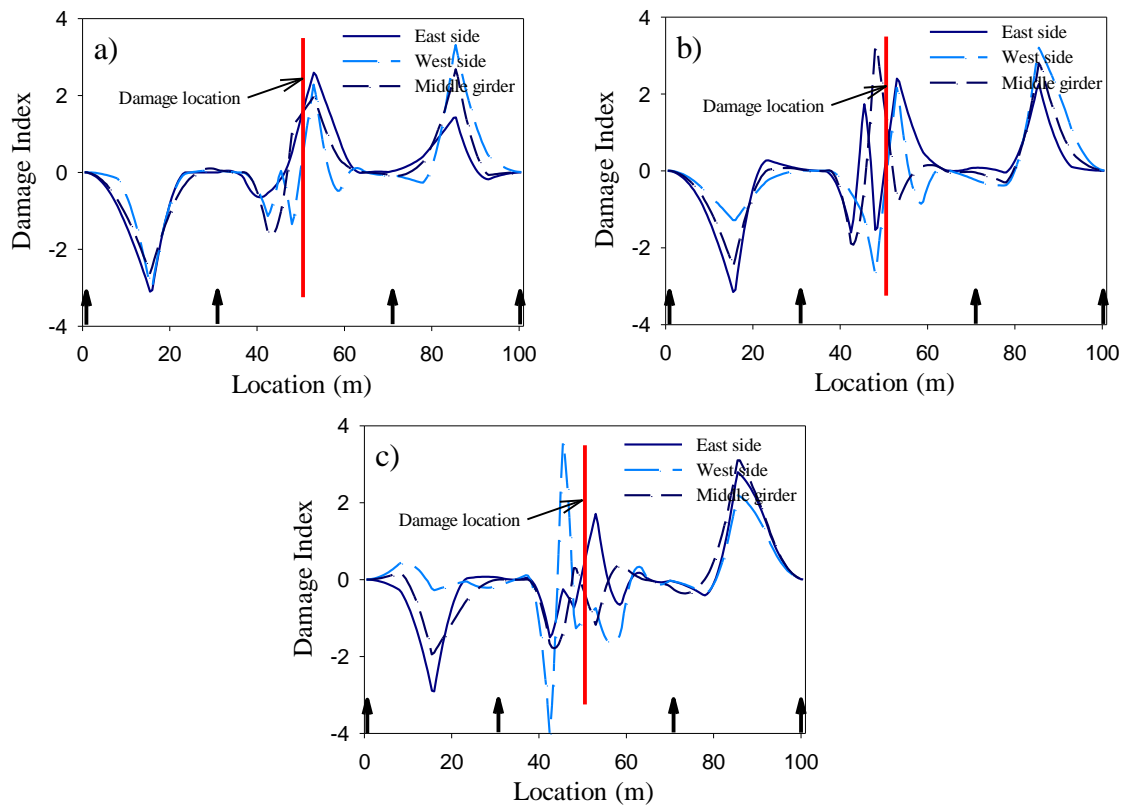 a)
East side
West side
Middle girder
Damage location
Damage Index
4
2
0
-2
-4
0 20 40 60 80 100
Location (m)
b)
East side
West side
Middle girder
Damage location
Damage Index
4
2
0
-2
-4
0 20 40 60 80 100
Location (m)
c)
East side
West side
Middle girder
Damage location
Damage Index
4
2
0
-2
-4
0 20 40 60 80 100
Location (m)